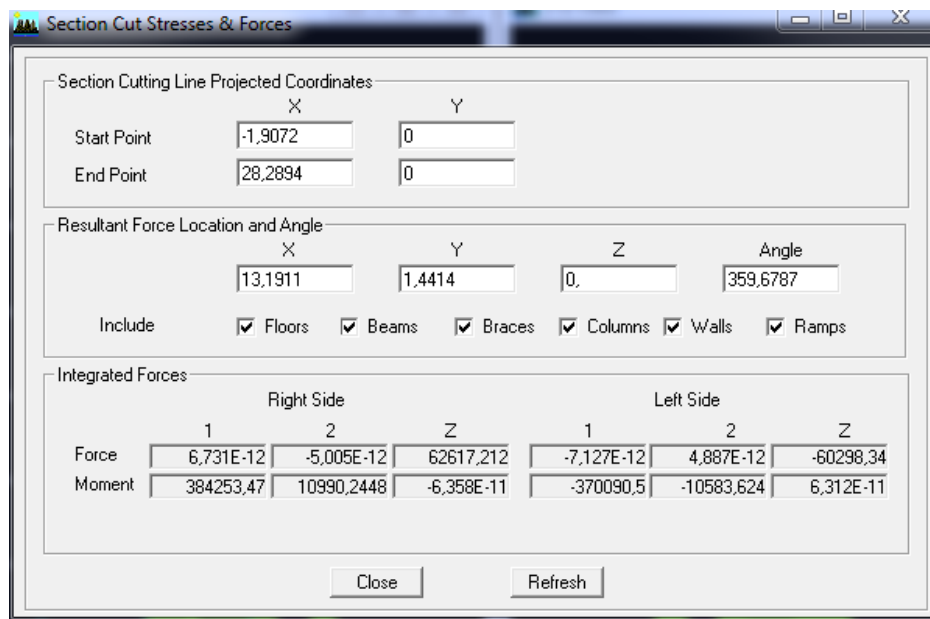 Section Cut Stresses & Forces
Section Cutting Line Projected Coordinates
X Y
Start Point -1,9072 0
End Point 28,2894 0
Resultant Force Location and Angle
X Y Z Angle
13,1911 1,4414 0, 359,6787
Include Floors Beams Braces Columns Walls Ramps
Integrated Forces
Right Side Left Side
1 2 Z 1 2 Z
Force 6,731E-12 -5,005E-12 62617,212 -7,127E-12 4,887E-12 -60298,34
Moment 384253,47 10990,2448 -6,358E-11 -370090,5 -10583,624 6,312E-11
Close Refresh